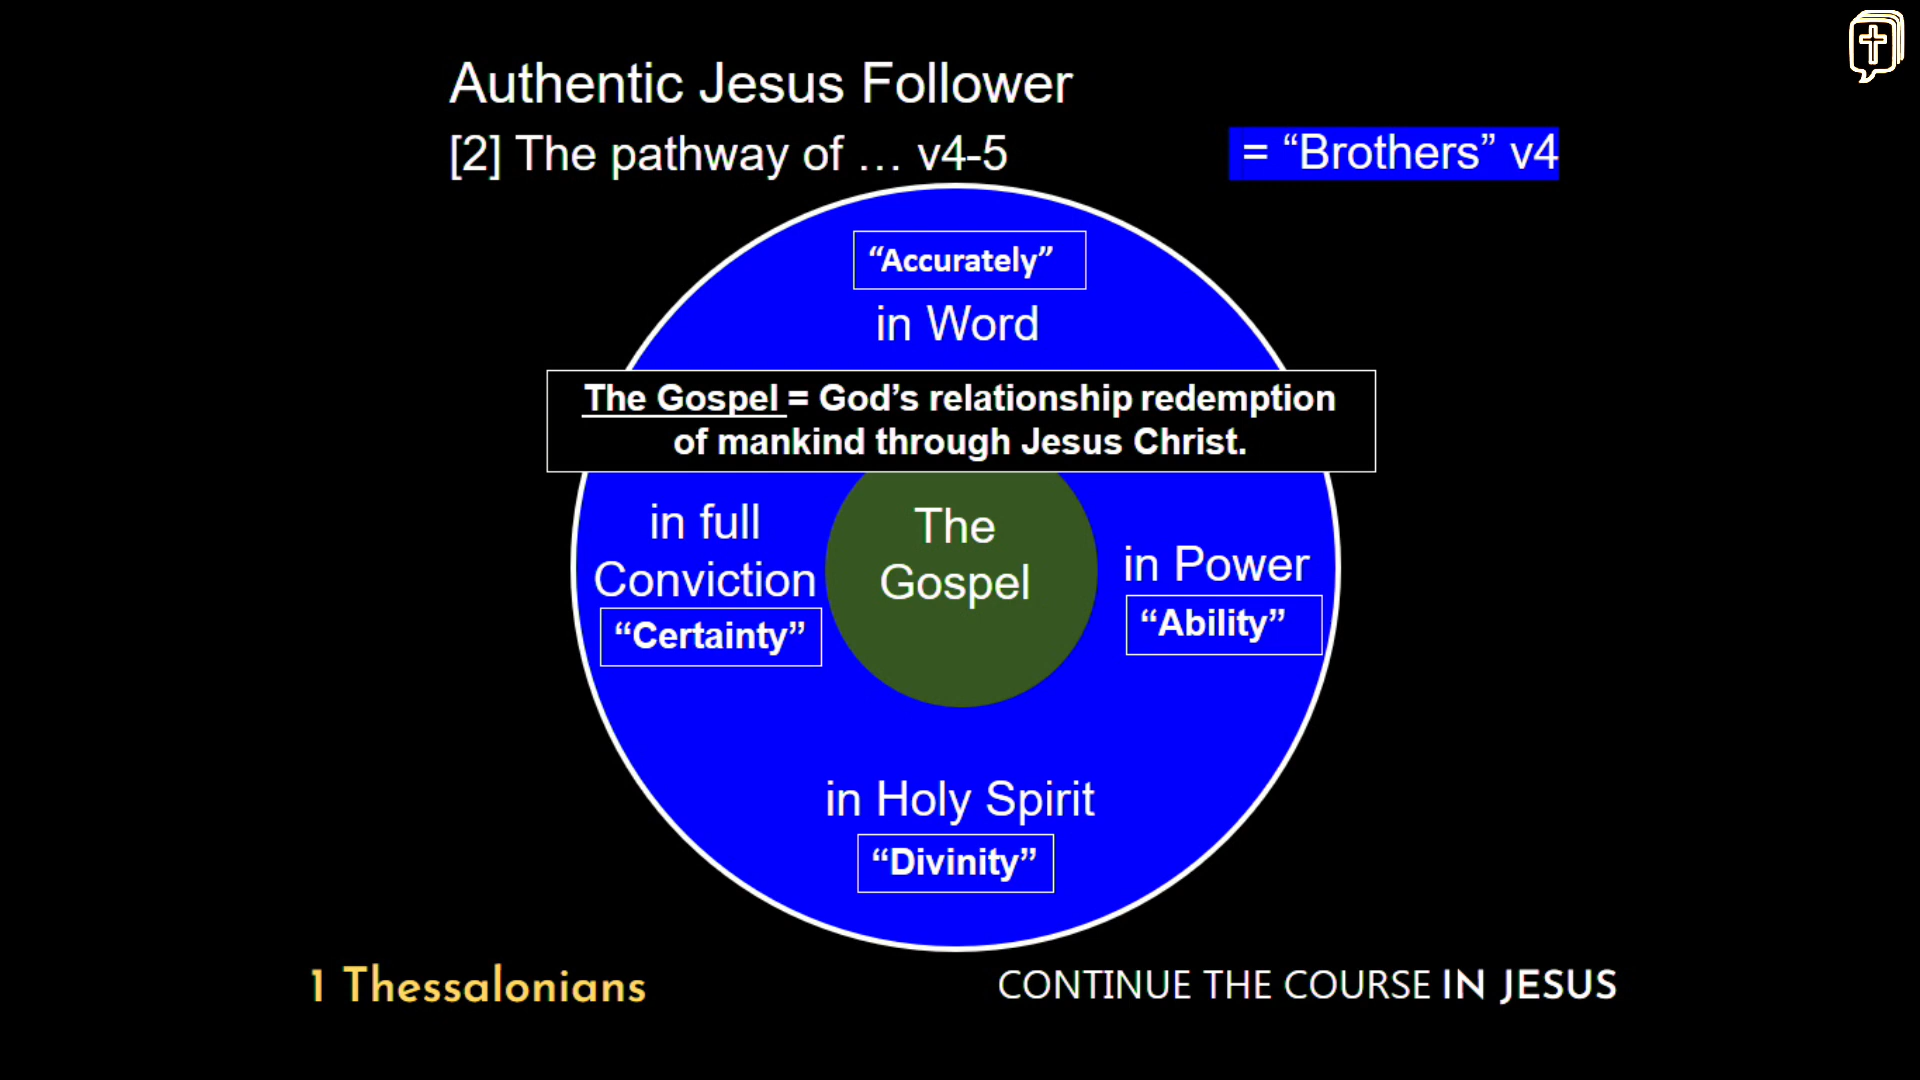 Authentic Jesus Follower
[2] The pathway of … v4-5
= “Brothers” v4
“Accurately”
in Word
The Gospel = God’s relationship redemption
of mankind through Jesus Christ.
in full
Conviction
“Certainty”
The
Gospel
in Power
“Ability”
in Holy Spirit
“Divinity”
1 Thessalonians
CONTINUE THE COURSE IN JESUS